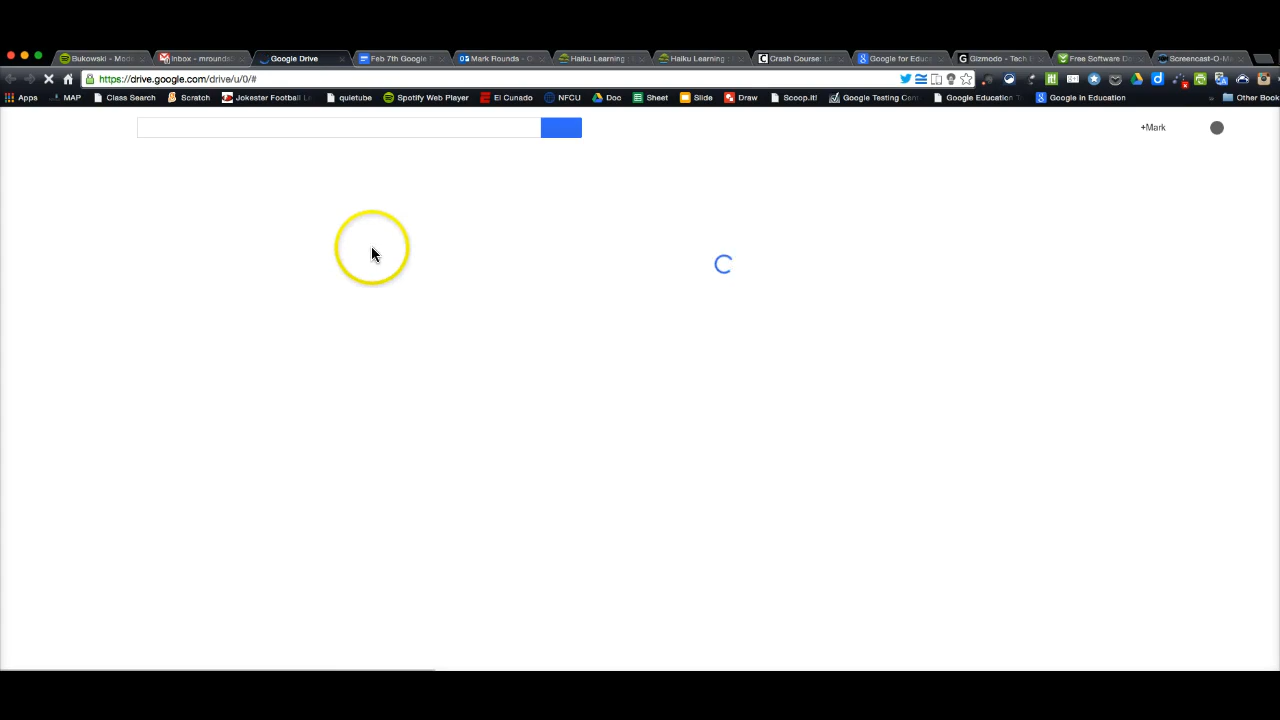 Bukowski - Mod
Inbox - mrounds
Google Drive
Feb 7th Google
Mark Rounds - O
Haiku Learning :
Haiku Learning :
Crash Course:
Google for Educa
Gizmodo - Tech
Free Software D
Screencast-O-M
https://drive.google.com/drive/u/0/#
Apps MAP Class Search Scratch Jokester Football quietube Spotify Web Player El Cunado NFCU Doc Sheet Slide Draw Scoop.It! Google Testing Cen Google Education Google in Education » Other Book
+Mark